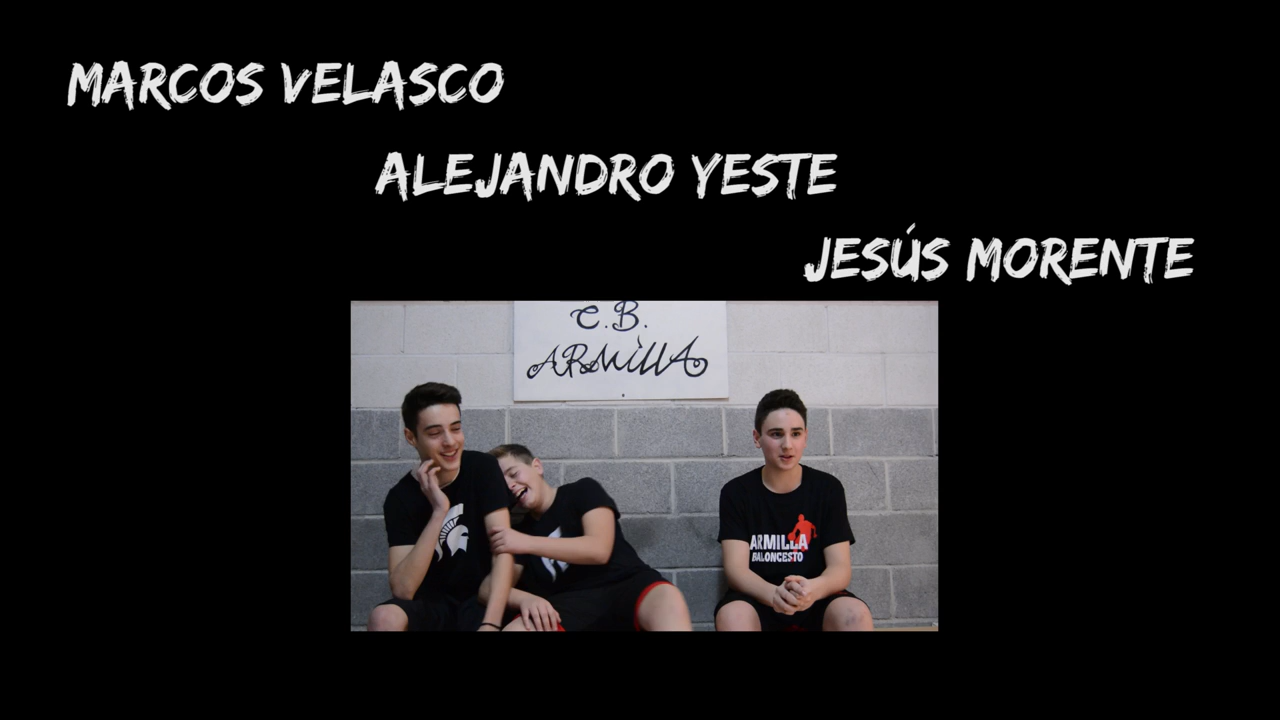 MARCOS VELASCO
ALEJANDRO YESTE
JESÚS MORENTE
C.B.
ARMILLA
ARMILLA
BALONCESTO